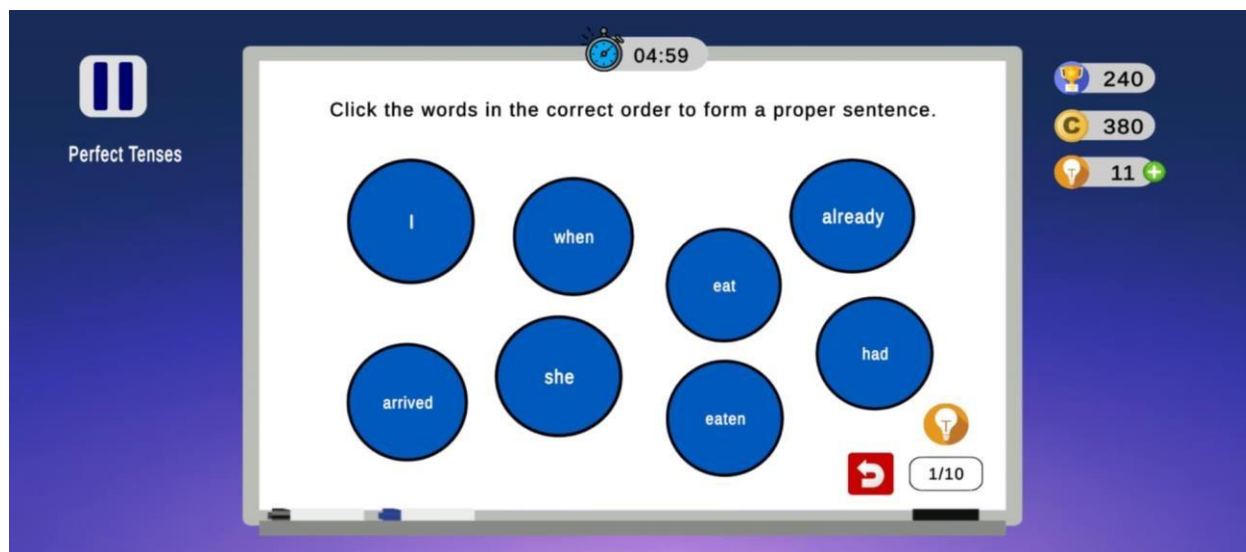 04:59
240
Click the words in the correct order to form a proper sentence.
C 380
Perfect Tenses
11
I
when
already
eat
had
she
arrived
eaten
1/10